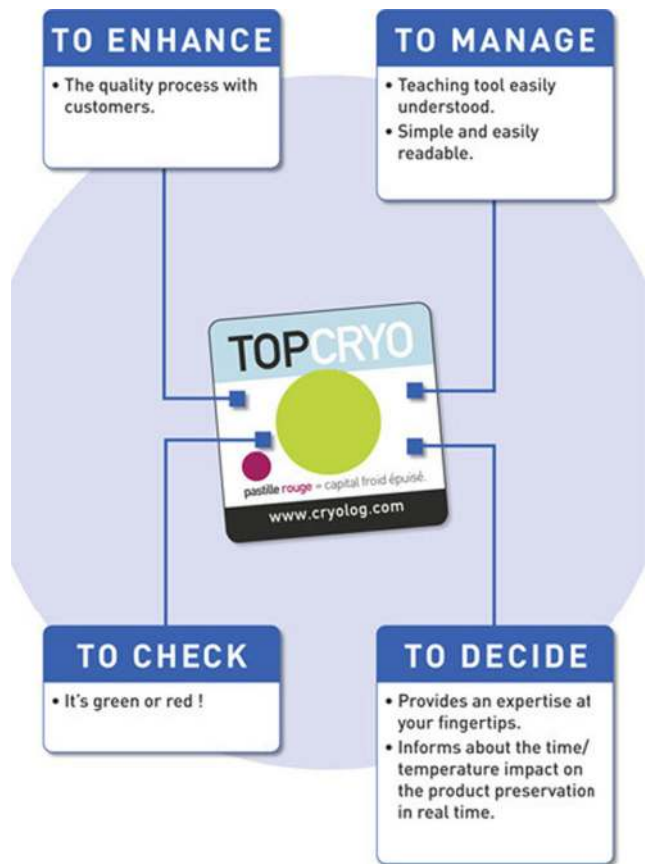 TO ENHANCE
• The quality process with
customers.
TO MANAGE
• Teaching tool easily
understood.
• Simple and easily
readable.
TOPCRYO
pastille rouge = capital froid épuisé.
www.cryolog.com
TO CHECK
• It's green or red !
TO DECIDE
• Provides an expertise at
your fingertips.
• Informs about the time/
temperature impact on
the product preservation
in real time.